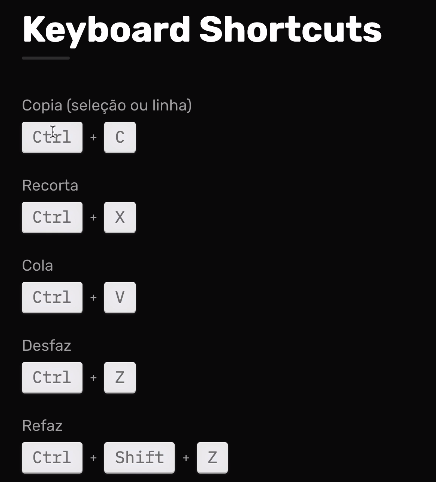 Keyboard Shortcuts
Copia (seleção ou linha)
Ctrl + C
Recorta
Ctrl + X
Cola
Ctrl + V
Desfaz
Ctrl + Z
Refaz
Ctrl + Shift + Z